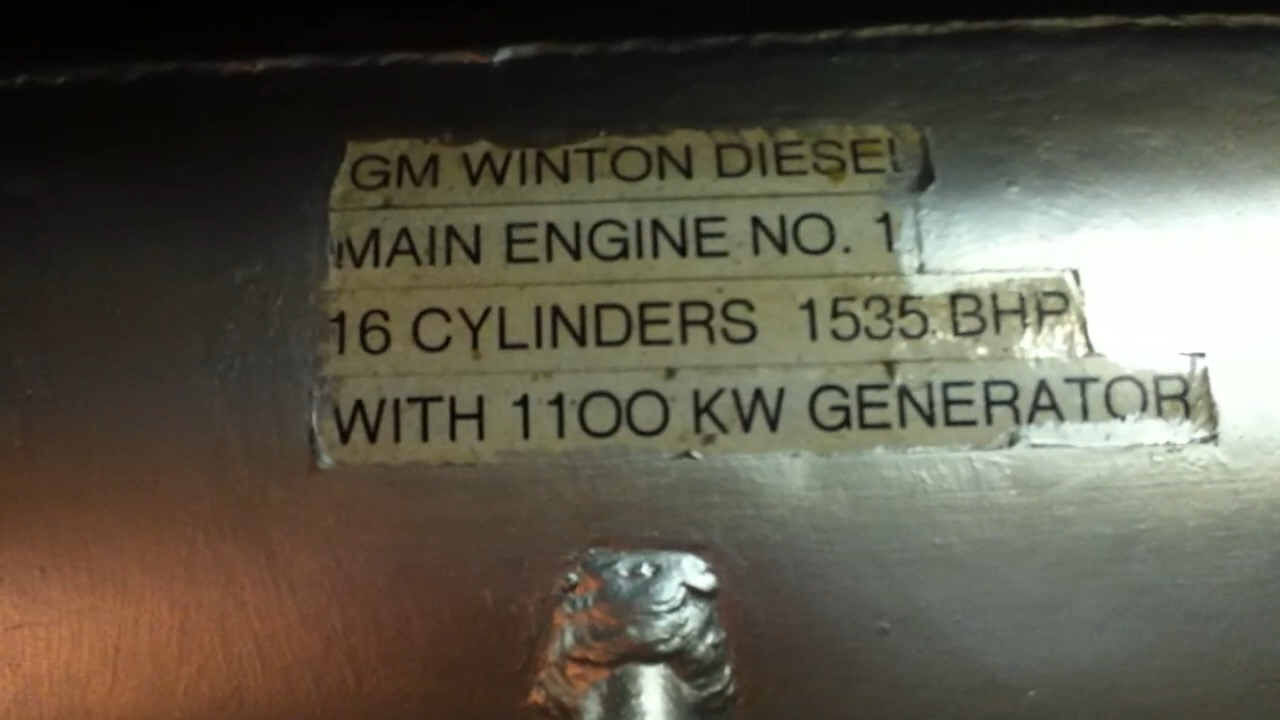 GM WINTON DIESEL
MAIN ENGINE NO. 1
16 CYLINDERS 1535 BHP
WITH 1100 KW GENERATOR